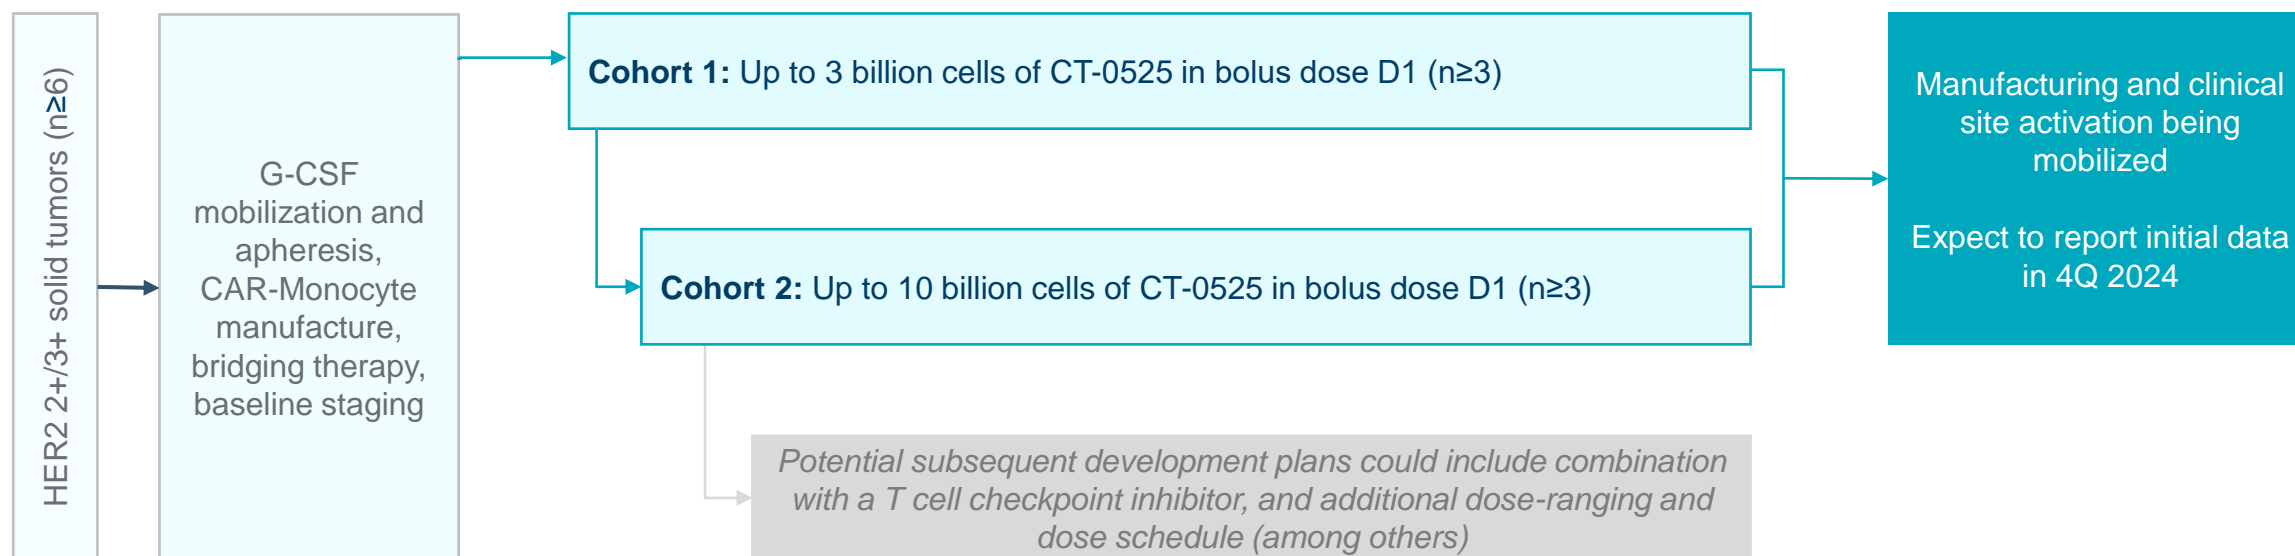 HER2 2+/3+ solid tumors (n≥6)
G-CSF
mobilization and
apheresis,
CAR-Monocyte
manufacture,
bridging therapy,
baseline staging
Cohort 1: Up to 3 billion cells of CT-0525 in bolus dose D1 (n≥3)
Cohort 2: Up to 10 billion cells of CT-0525 in bolus dose D1 (n≥3)
Potential subsequent development plans could include combination
with a T cell checkpoint inhibitor, and additional dose-ranging and
dose schedule (among others)
Manufacturing and clinical
site activation being
mobilized
Expect to report initial data
in 4Q 2024